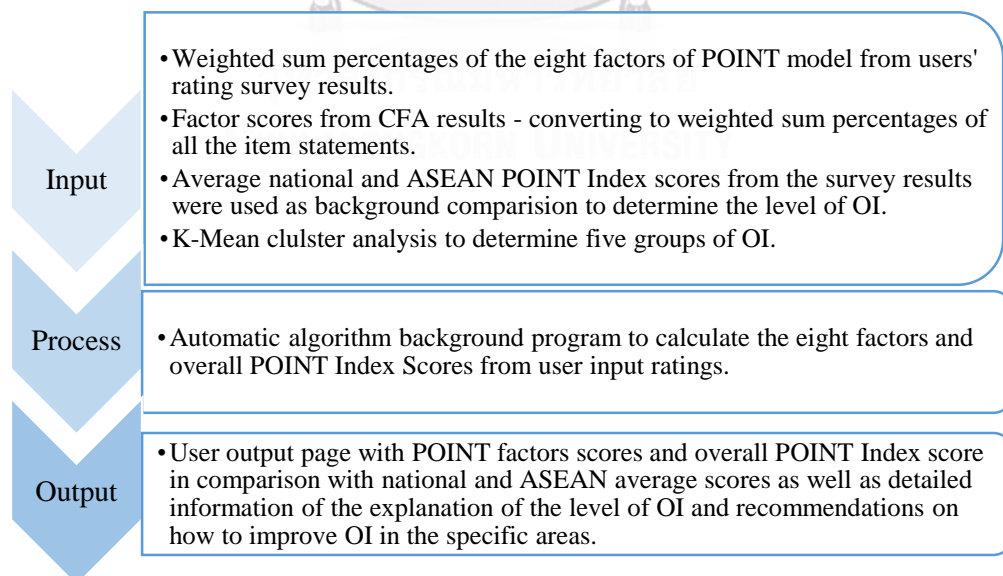 •Weighted sum percentages of the eight factors of POINT model from users'
rating survey results.
•Factor scores from CFA results - converting to weighted sum percentages of
all the item statements.
•Average national and ASEAN POINT Index scores from the survey results
were used as background comparision to determine the level of OI.
•K-Mean clulster analysis to determine five groups of OI.
Input
•Automatic algorithm background program to calculate the eight factors and
overall POINT Index Scores from user input ratings.
Process
•User output page with POINT factors scores and overall POINT Index score
in comparison with national and ASEAN average scores as well as detailed
information of the explanation of the level of OI and recommendations on
how to improve OI in the specific areas.
Output